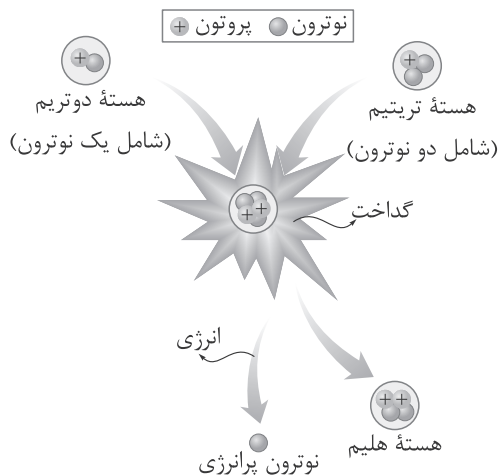 نوترون پروتون +
هستهٔ تریتیم
(شامل دو نوترون)
هستهٔ دوتریم
(شامل یک نوترون)
گداخت
انرژی
هستهٔ هلیم
نوترون پرانرژی